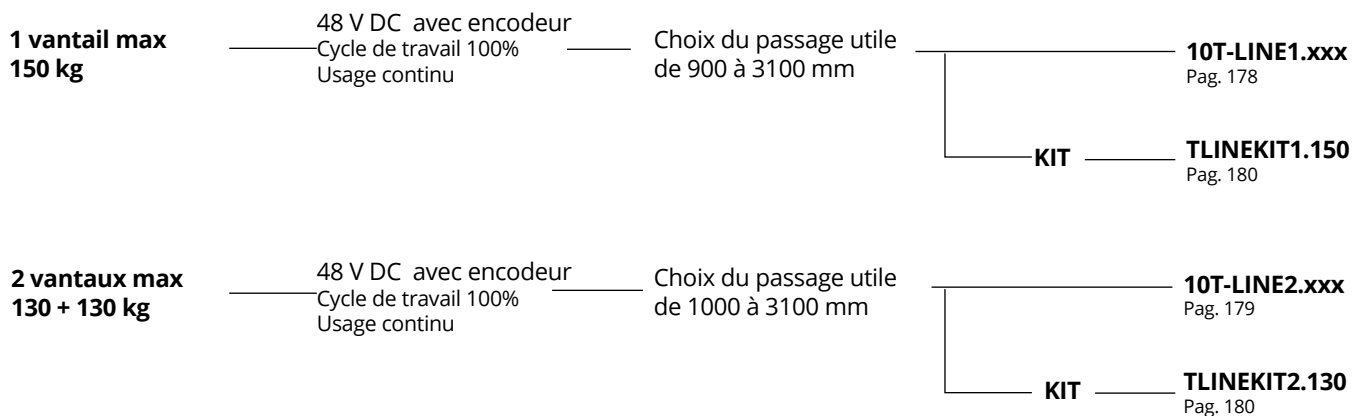 1 vantail max
150 kg
48 V DC  avec encodeur
Cycle de travail 100%
Usage continu
Choix du passage utile
de 900 à 3100 mm
10T-LINE1.xxx
Pag. 178
KIT
TLINEKIT1.150
Pag. 180
2 vantaux max
130 + 130 kg
48 V DC  avec encodeur
Cycle de travail 100%
Usage continu
Choix du passage utile
de 1000 à 3100 mm
10T-LINE2.xxx
Pag. 179
KIT
TLINEKIT2.130
Pag. 180